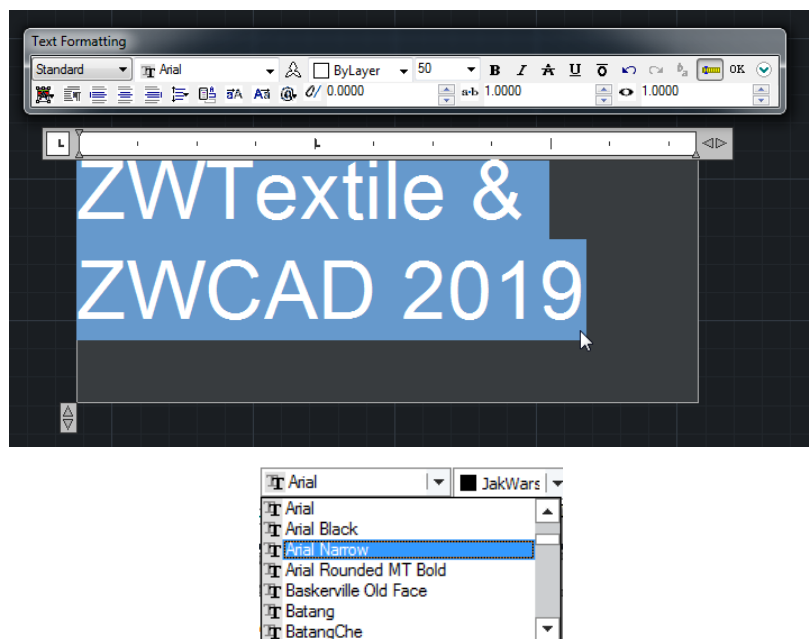 Text Formatting
Standard Arial ByLayer 50 B I A U O OK
0/ 0.0000 a·b 1.0000 1.0000
L
ZWTextile &
ZWCAD 2019
Arial JakWars
Arial
Arial Black
Arial Narrow
Arial Rounded MT Bold
Baskerville Old Face
Batang
BatangChe